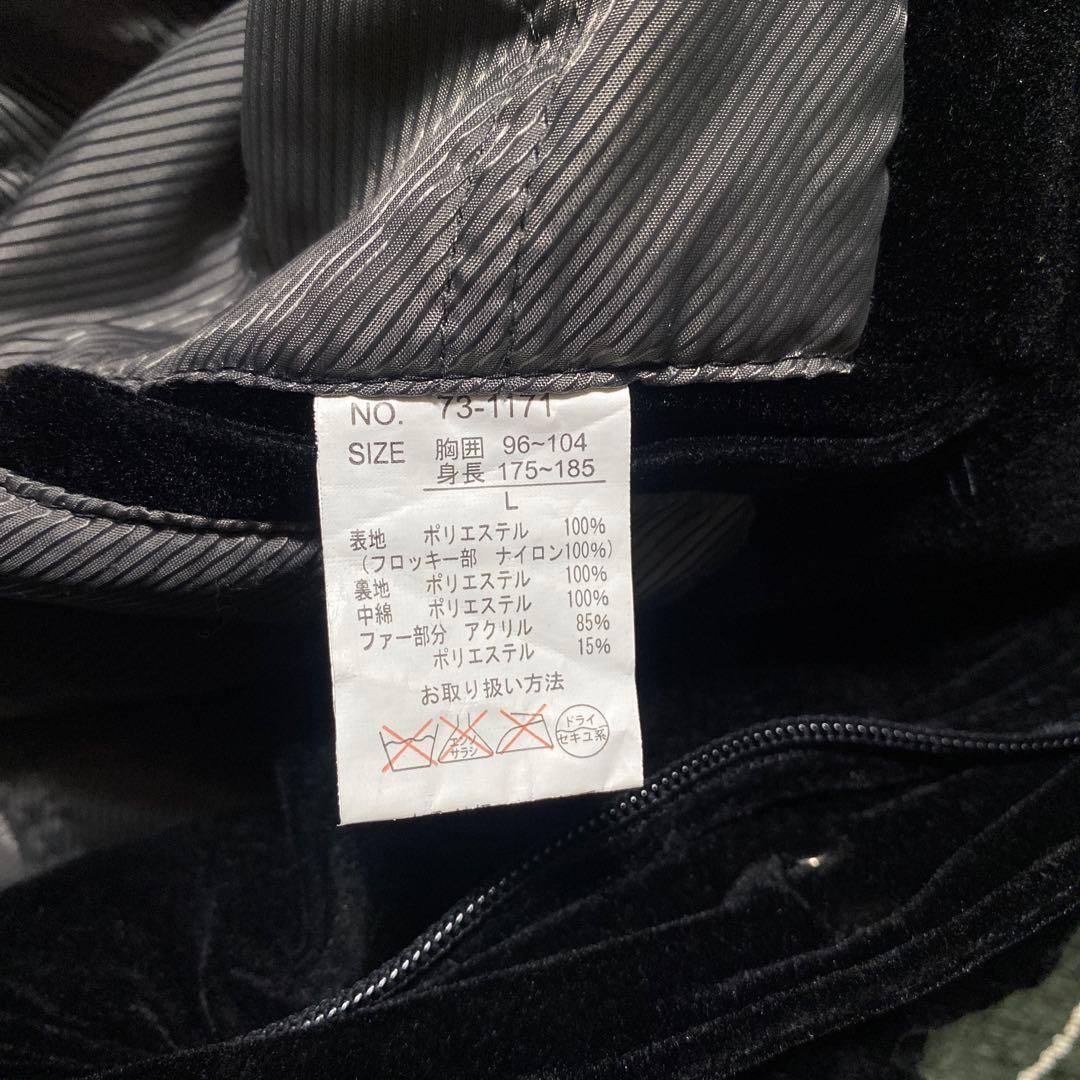 NO. 73-1171
SIZE 胸囲 96~104
身長 175~185
L
表地 ポリエステル 100%
(フロッキー部 ナイロン100%)
裏地 ポリエステル 100%
中綿 ポリエステル 100%
ファー部分 アクリル 85%
ポリエステル 15%
お取り扱い方法
エンソサラシ
ドライ
セキユ系